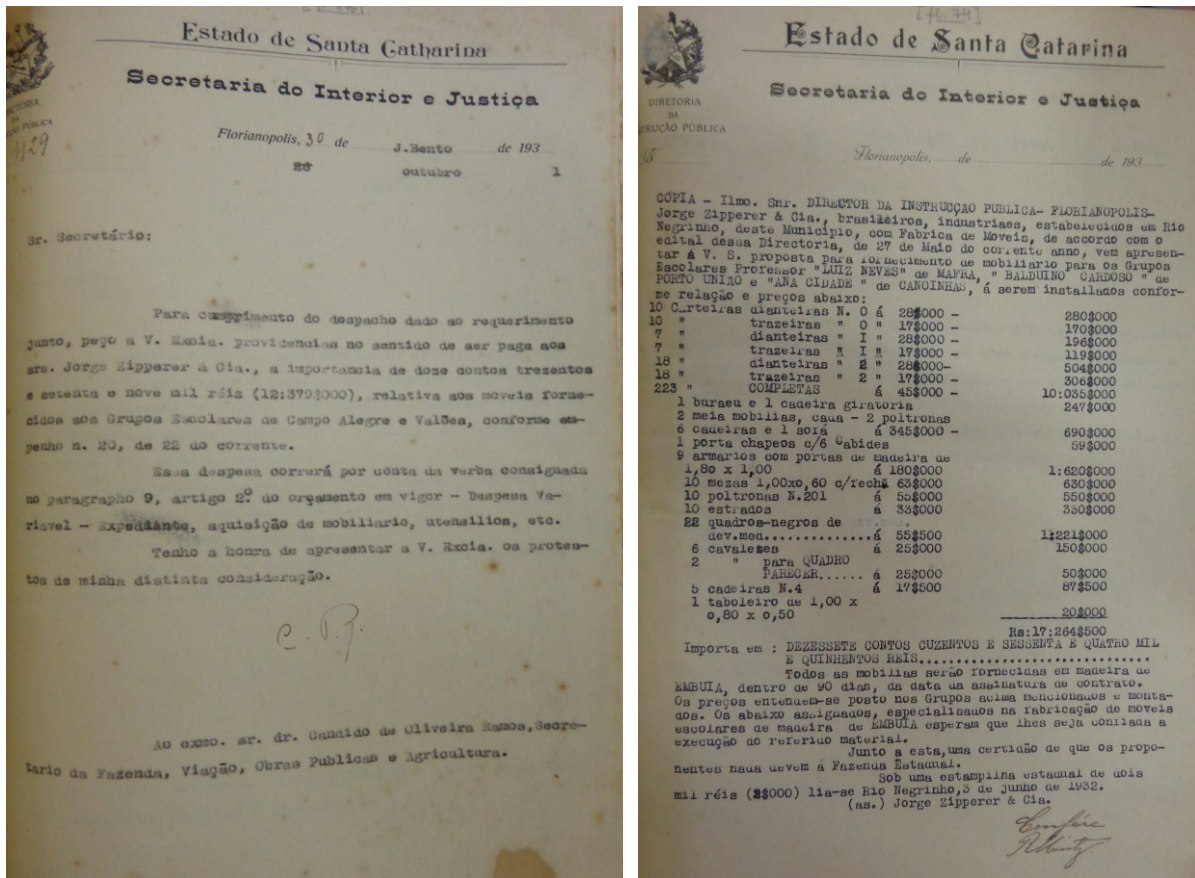 Estado de Santa Catharina
Secretaria do Interior e Justiça
DIRETORIA
DA
INSTRUÇÃO PÚBLICA
1129
Florianopolis, 30 de J.Bento de 193
28 outubro 1
Sr. Secretário:
Para cumprimento do despacho dado ao requerimento
junto, peço a V. Excia. providencias no sentido de ser paga aos
srs. Jorge Zipperer & Cia., a importancia de doze contos trezentos
e setenta e nove mil réis (12:379$000), relativa aos moveis forne-
cidos aos Grupos Escolares de Campo Alegre e Valões, conforme em-
penho n. 20, de 22 do corrente.
Essa despesa correrá por conta da verba consignada
no paragrapho 9, artigo 2º do orçamento em vigor - Despesa Va-
riavel - Expediente, aquisição de mobiliario, utensilios, etc.
Tenho a honra de apresentar a V. Excia. os protes-
tos de minha distinta consideração.
C. P. R.
Ao exmo. sr. dr. Candido de Oliveira Ramos,Secre-
tario da Fazenda, Viação, Obras Publicas e Agricultura.
[fl.74]
Estado de Santa Catarina
Secretaria do Interior e Justiça
DIRETORIA
DA
TRUÇÃO PÚBLICA
Florianopolis, de de 193
CÓPIA - Ilmo. Snr. DIRECTOR DA INSTRUCÇÃO PUBLICA- FLORIANOPOLIS-
Jorge Zipperer & Cia., brasileiros, industriaes, estabelecidos em Rio
Negrinho, deste Municipio, com Fabrica de Moveis, de accordo com o
edital dessa Directoria, de 27 de Maio do corrente anno, vem apresen-
tar á V. S. proposta para fornecimento de mobiliario para os Grupos
Escolares Professor "LUIZ NEVES" de MAFRA, " BALDUINO CARDOSO " de
PORTO UNIÃO e "ANA CIDADE " de CANOINHAS, á serem installados confor-
me relação e preços abaixo:
10 Carteiras dianteiras N. 0 á 28$000 - 280$000
10 " trazeiras " 0 " 17$000 - 170$000
7 " dianteiras " I " 28$000 - 196$000
7 " trazeiras " I " 17$000 - 119$000
18 " dianteiras " 2 " 28$000- 504$000
18 " trazeiras " 2 " 17$000 - 306$000
223 " COMPLETAS á 45$000 - 10:035$000
1 bureau e 1 cadeira giratoria 247$000
2 meia mobilias, cada - 2 poltronas
6 cadeiras e 1 sofá á 345$000 - 690$000
1 porta chapeos c/6 Cabides 59$000
9 armarios com portas de madeira de
1,80 x 1,00 á 180$000 1:620$000
10 mezas 1,00x0,60 c/fech. 63$000 630$000
10 poltronas N.201 á 55$000 550$000
10 estrados á 33$000 330$000
22 quadros-negros de
dev.med..............á 55$500 1:221$000
6 cavaletes á 25$000 150$000
2 " para QUADRO
PARECER...... á 25$000 50$000
5 cadeiras N.4 á 17$500 87$500
1 taboleiro de 1,00 x
0,80 x 0,50 20$000
Rs:17:264$500
Importa em : DEZESSETE CONTOS CUZENTOS E SESSENTA E QUATRO MIL
E QUINHENTOS REIS.............................
Todos as mobilias serão fornecidas em madeira de
EMBUIA, dentro de 90 dias, da data da assinatura de contrato.
Os preços entendem-se posto nos Grupos acima mencionados e monta-
dos. Os abaixo assignados, especialisados na fabricação de moveis
escolares de madeira de EMBUIA esperam que lhes seja confiada a
execução do referido material.
Junto a esta,uma certidão de que os propo-
nentes nada devem á Fazenda Estadual.
Sob uma estampilha estadual de dois
mil réis (2$000) lia-se Rio Negrinho,3 de junho de 1932.
(as.) Jorge Zipperer & Cia.
Confére